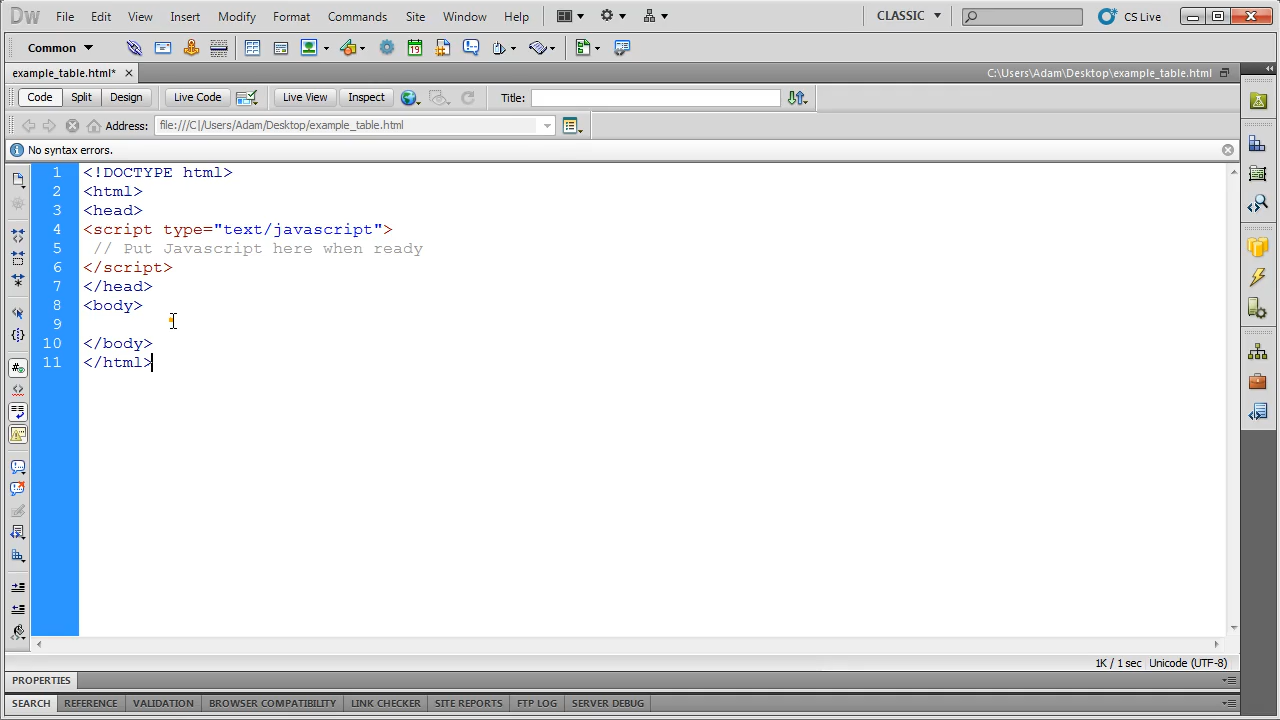 Dw File Edit View Insert Modify Format Commands Site Window Help CLASSIC CS Live
Common
example_table.html* C:\Users\Adam\Desktop\example_table.html
Code Split Design Live Code Live View Inspect Title:
Address: file:///C|/Users/Adam/Desktop/example_table.html
No syntax errors.
1 <!DOCTYPE html>
2 <html>
3 <head>
4 <script type="text/javascript">
5 // Put Javascript here when ready
6 </script>
7 </head>
8 <body>
9
10 </body>
11 </html>
1K / 1 sec Unicode (UTF-8)
PROPERTIES
SEARCH REFERENCE VALIDATION BROWSER COMPATIBILITY LINK CHECKER SITE REPORTS FTP LOG SERVER DEBUG